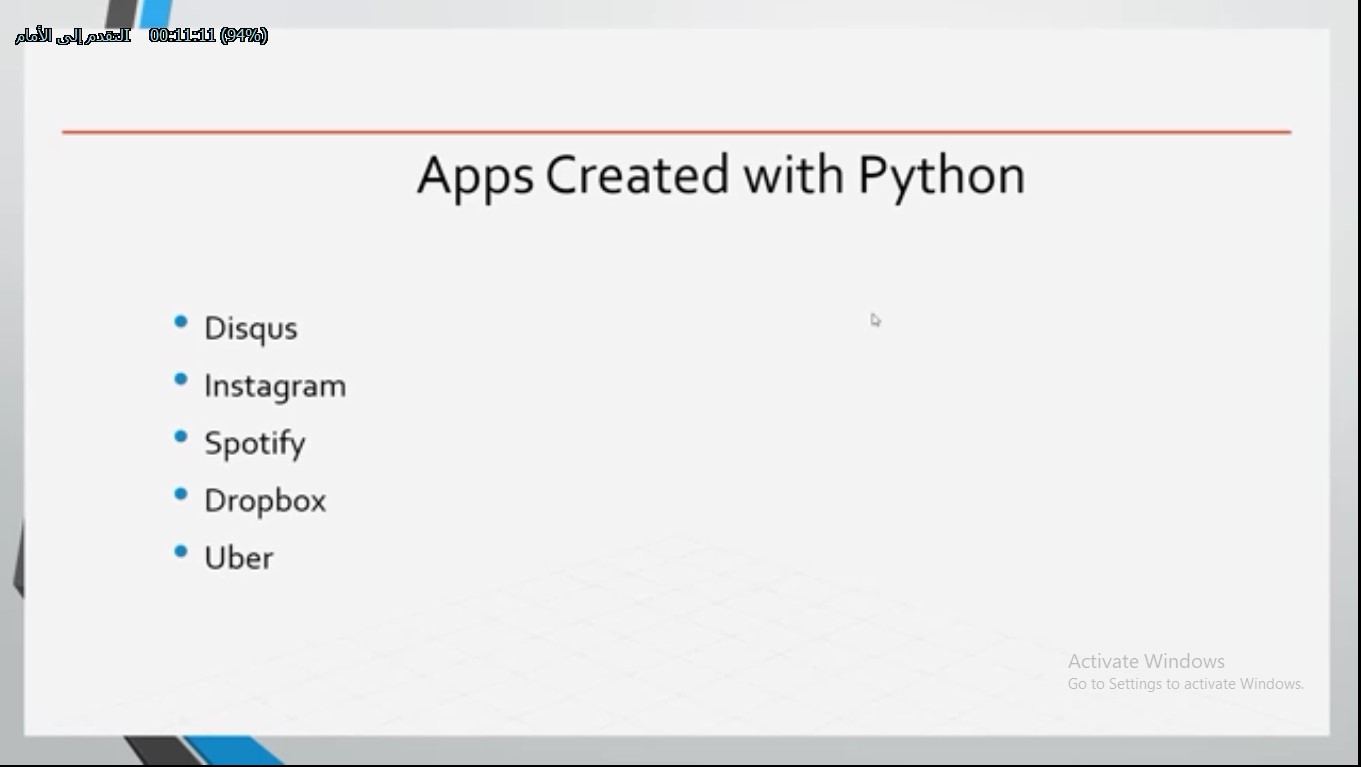 التقدم إلى الأمام 00:11:11 (94%)
Apps Created with Python
Disqus
Instagram
Spotify
Dropbox
Uber
Activate Windows
Go to Settings to activate Windows.